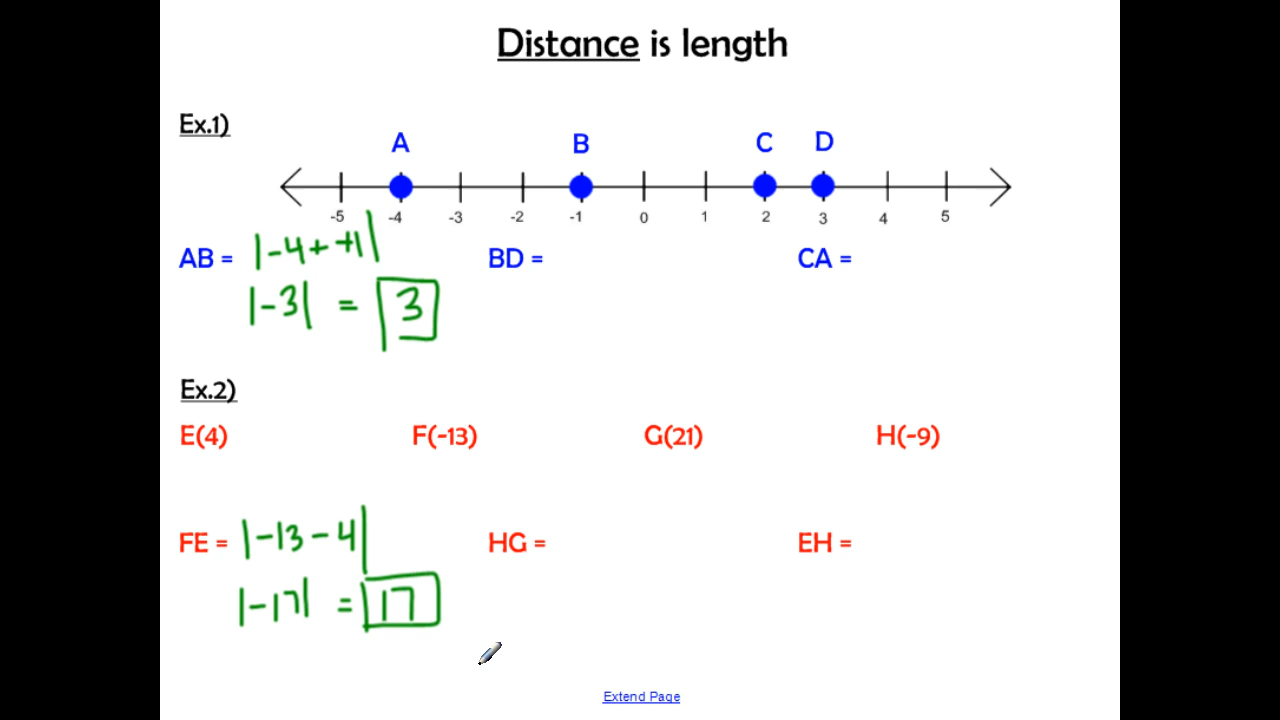 Distance is length
Ex.1)
A B C D
-5 -4 -3 -2 -1 0 1 2 3 4 5
AB = |-4++1| BD = CA =
|-3| = 3
Ex.2)
E(4) F(-13) G(21) H(-9)
FE = |-13-4| HG = EH =
|-17| = 17
Extend Page